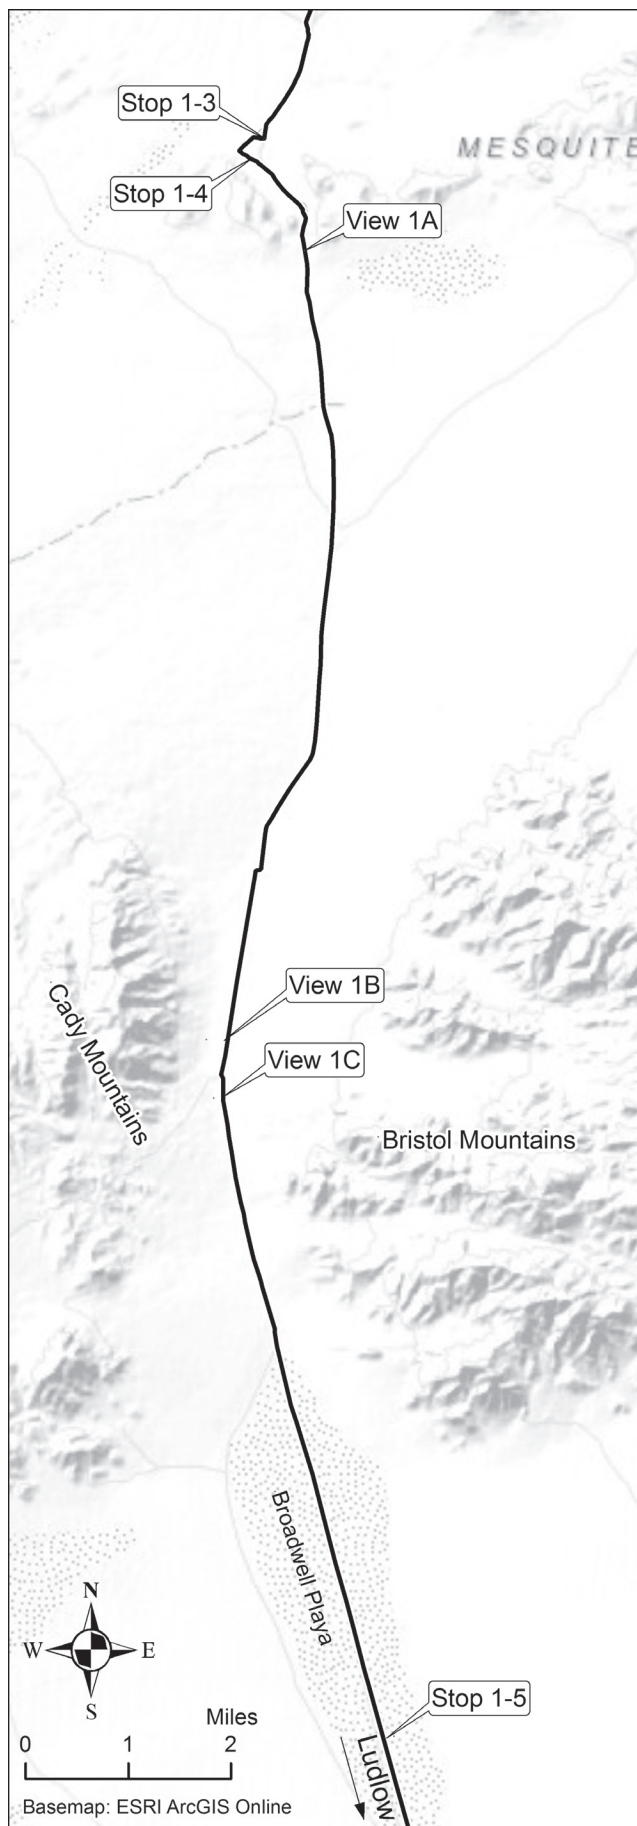 Stop 1-3
MESQUITE
Stop 1-4
View 1A
View 1B
Cady Mountains
View 1C
Bristol Mountains
Broadwell Playa
N
W E
S
Stop 1-5
Miles
0 1 2
Ludlow
Basemap: ESRI ArcGIS Online